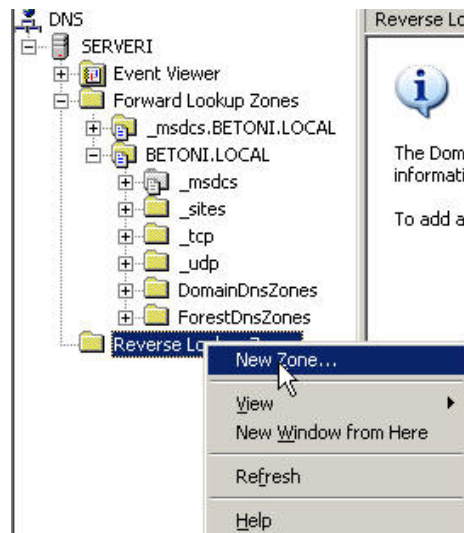 DNS
SERVERI
Event Viewer
Forward Lookup Zones
_msdcs.BETONI.LOCAL
BETONI.LOCAL
_msdcs
_sites
_tcp
_udp
DomainDnsZones
ForestDnsZones
Reverse
New Zone...
View
New Window from Here
Refresh
Help
Reverse Lo
The Dom
informati
To add a